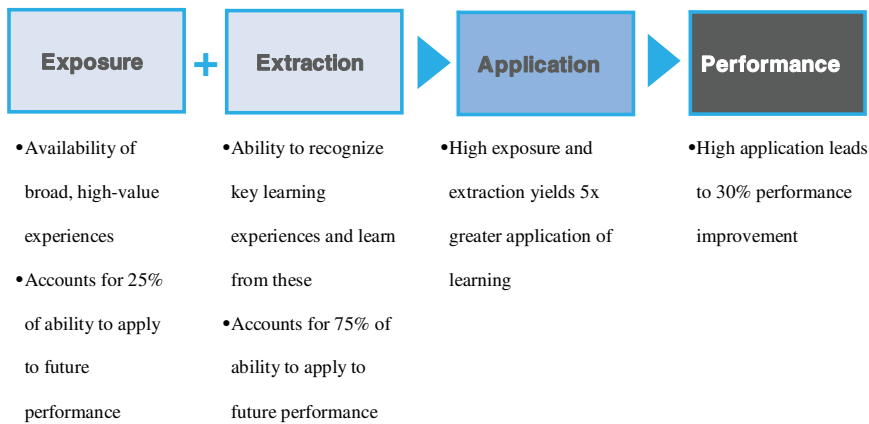 Exposure
+
Extraction
Application
Performance
•Availability of
broad, high-value
experiences
•Accounts for 25%
of ability to apply
to future
performance
•Ability to recognize
key learning
experiences and learn
from these
•Accounts for 75% of
ability to apply to
future performance
•High exposure and
extraction yields 5x
greater application of
learning
•High application leads
to 30% performance
improvement